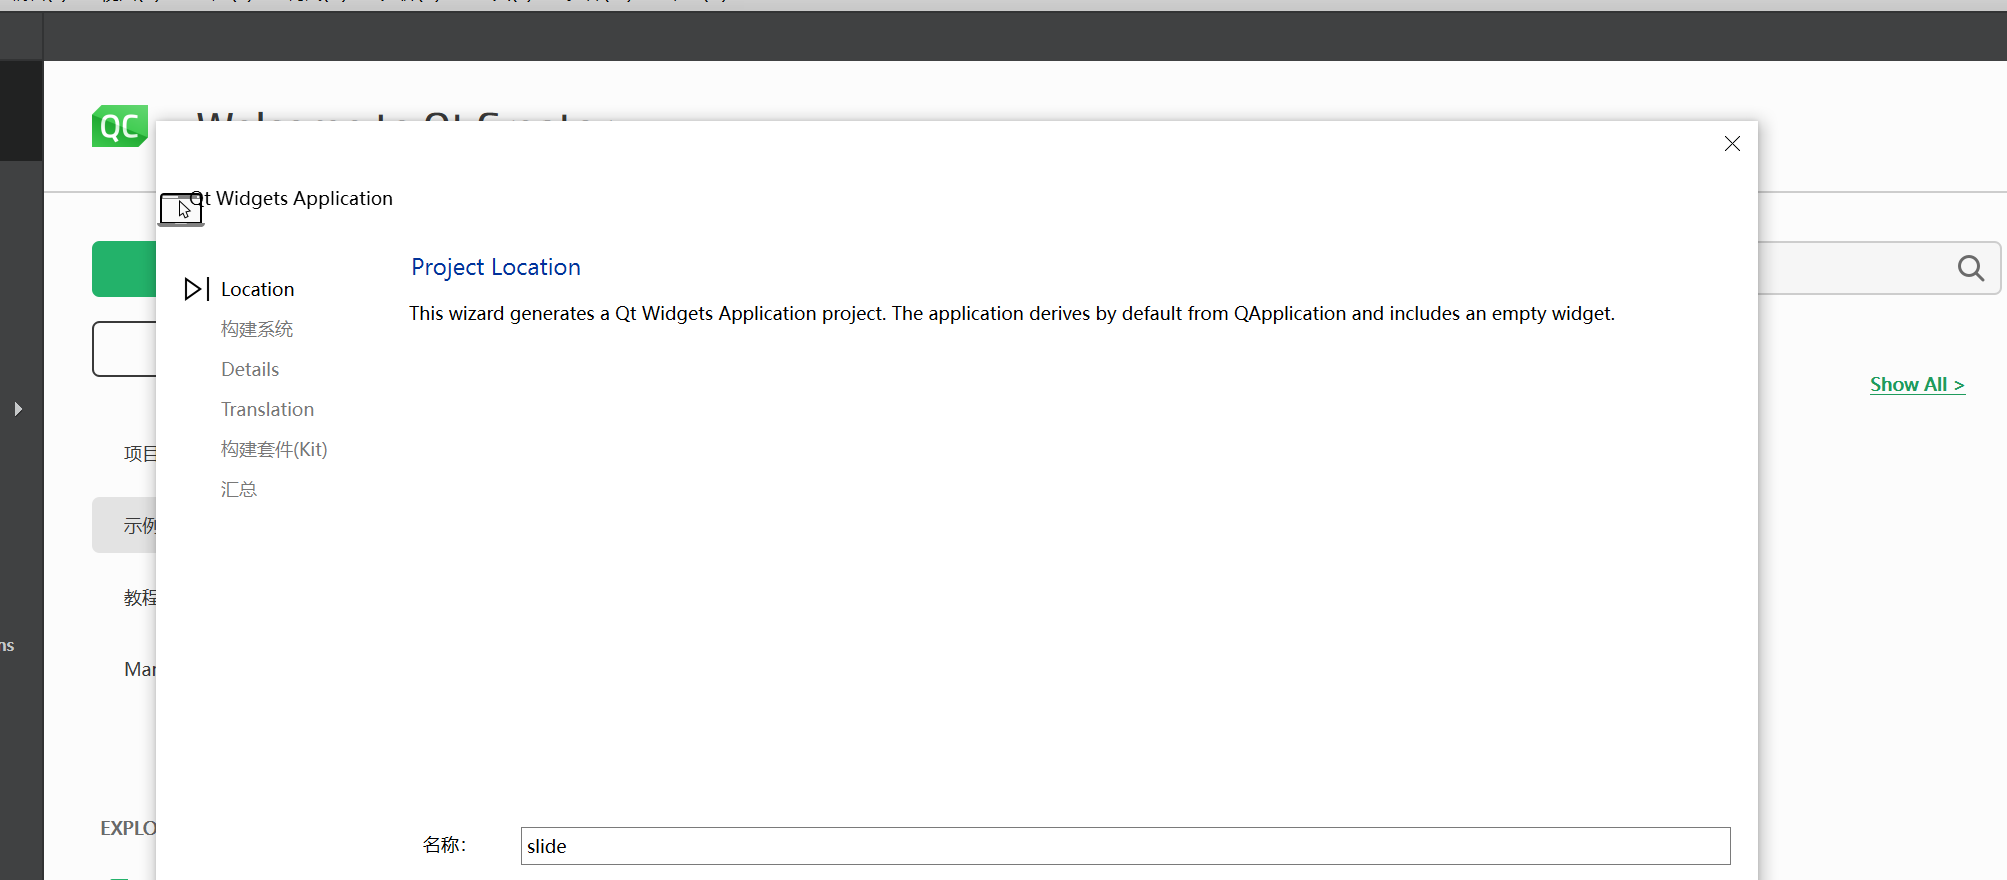 QC
Qt Widgets Application
Project Location
This wizard generates a Qt Widgets Application project. The application derives by default from QApplication and includes an empty widget.
Location
构建系统
Details
Translation
构建套件(Kit)
汇总
Show All >
项目
示例
教程
ns
Mar
EXPLO
名称:
slide